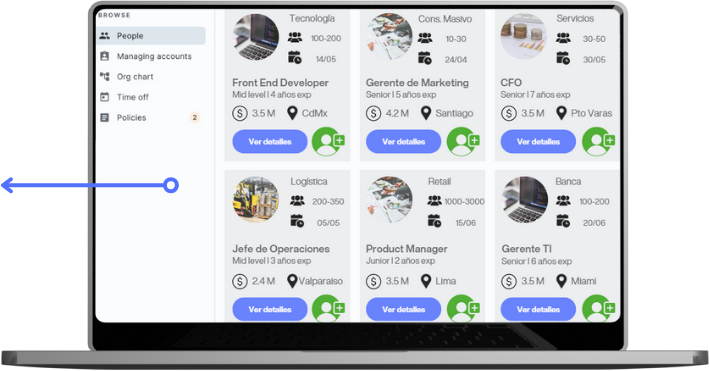 BROWSE
People
Managing accounts
Org chart
Time off
Policies 2
Tecnología
100-200
14/05
Front End Developer
Mid level I 4 años exp
$ 3.5 M CdMx
Ver detalles
Cons. Masivo
10-30
24/04
Gerente de Marketing
Senior I 5 años exp
$ 4.2 M Santiago
Ver detalles
Servicios
30-50
30/05
CFO
Senior I 7 años exp
$ 3.5 M Pto Varas
Ver detalles
Logística
200-350
05/05
Jefe de Operaciones
Mid level I 3 años exp
$ 2.4 M Valparaiso
Ver detalles
Retail
1000-3000
15/06
Product Manager
Junior I 2 años exp
$ 3.5 M Lima
Ver detalles
Banca
100-200
20/06
Gerente TI
Senior I 6 años exp
$ 3.5 M Miami
Ver detalles